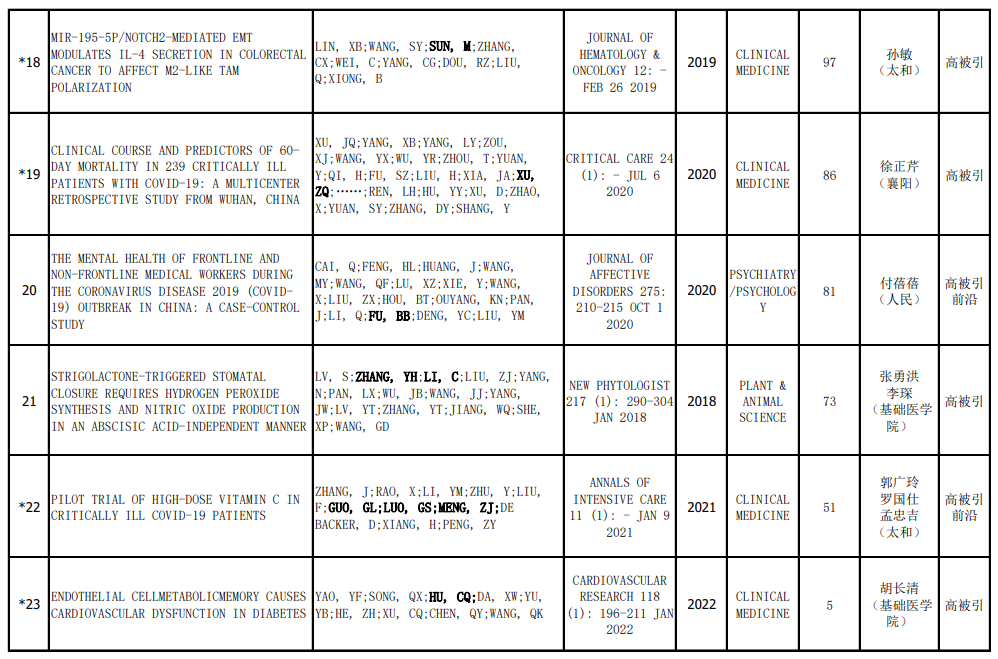 *18
MIR-195-5P/NOTCH2-MEDIATED EMT
MODULATES IL-4 SECRETION IN COLORECTAL
CANCER TO AFFECT M2-LIKE TAM
POLARIZATION
LIN, XB;WANG, SY;SUN, M;ZHANG,
CX;WEI, C;YANG, CG;DOU, RZ;LIU,
Q;XIONG, B
JOURNAL OF
HEMATOLOGY &
ONCOLOGY 12: -
FEB 26 2019
2019
CLINICAL
MEDICINE
97
孙敏
（太和）
高被引
*19
CLINICAL COURSE AND PREDICTORS OF 60-
DAY MORTALITY IN 239 CRITICALLY ILL
PATIENTS WITH COVID-19: A MULTICENTER
RETROSPECTIVE STUDY FROM WUHAN, CHINA
XU, JQ;YANG, XB;YANG, LY;ZOU,
XJ;WANG, YX;WU, YR;ZHOU, T;YUAN,
Y;QI, H;FU, SZ;LIU, H;XIA, JA;XU,
ZQ;……;REN, LH;HU, YY;XU, D;ZHAO,
X;YUAN, SY;ZHANG, DY;SHANG, Y
CRITICAL CARE 24
(1): - JUL 6
2020
2020
CLINICAL
MEDICINE
86
徐正芹
（襄阳）
高被引
20
THE MENTAL HEALTH OF FRONTLINE AND
NON-FRONTLINE MEDICAL WORKERS DURING
THE CORONAVIRUS DISEASE 2019 (COVID-
19) OUTBREAK IN CHINA: A CASE-CONTROL
STUDY
CAI, Q;FENG, HL;HUANG, J;WANG,
MY;WANG, QF;LU, XZ;XIE, Y;WANG,
X;LIU, ZX;HOU, BT;OUYANG, KN;PAN,
J;LI, Q;FU, BB;DENG, YC;LIU, YM
JOURNAL OF
AFFECTIVE
DISORDERS 275:
210-215 OCT 1
2020
2020
PSYCHIATRY
/PSYCHOLOG
Y
81
付蓓蓓
（人民）
高被引
前沿
21
STRIGOLACTONE-TRIGGERED STOMATAL
CLOSURE REQUIRES HYDROGEN PEROXIDE
SYNTHESIS AND NITRIC OXIDE PRODUCTION
IN AN ABSCISIC ACID-INDEPENDENT MANNER
LV, S;ZHANG, YH;LI, C;LIU, ZJ;YANG,
N;PAN, LX;WU, JB;WANG, JJ;YANG,
JW;LV, YT;ZHANG, YT;JIANG, WQ;SHE,
XP;WANG, GD
NEW PHYTOLOGIST
217 (1): 290-304
JAN 2018
2018
PLANT &
ANIMAL
SCIENCE
73
张勇洪
李琛
（基础医学
院）
高被引
*22
PILOT TRIAL OF HIGH-DOSE VITAMIN C IN
CRITICALLY ILL COVID-19 PATIENTS
ZHANG, J;RAO, X;LI, YM;ZHU, Y;LIU,
F;GUO, GL;LUO, GS;MENG, ZJ;DE
BACKER, D;XIANG, H;PENG, ZY
ANNALS OF
INTENSIVE CARE
11 (1): - JAN 9
2021
2021
CLINICAL
MEDICINE
51
郭广玲
罗国仕
孟忠吉
（太和）
高被引
前沿
*23
ENDOTHELIAL CELLMETABOLICMEMORY CAUSES
CARDIOVASCULAR DYSFUNCTION IN DIABETES
YAO, YF;SONG, QX;HU, CQ;DA, XW;YU,
YB;HE, ZH;XU, CQ;CHEN, QY;WANG, QK
CARDIOVASCULAR
RESEARCH 118
(1): 196-211 JAN
2022
2022
CLINICAL
MEDICINE
5
胡长清
（基础医学
院）
高被引